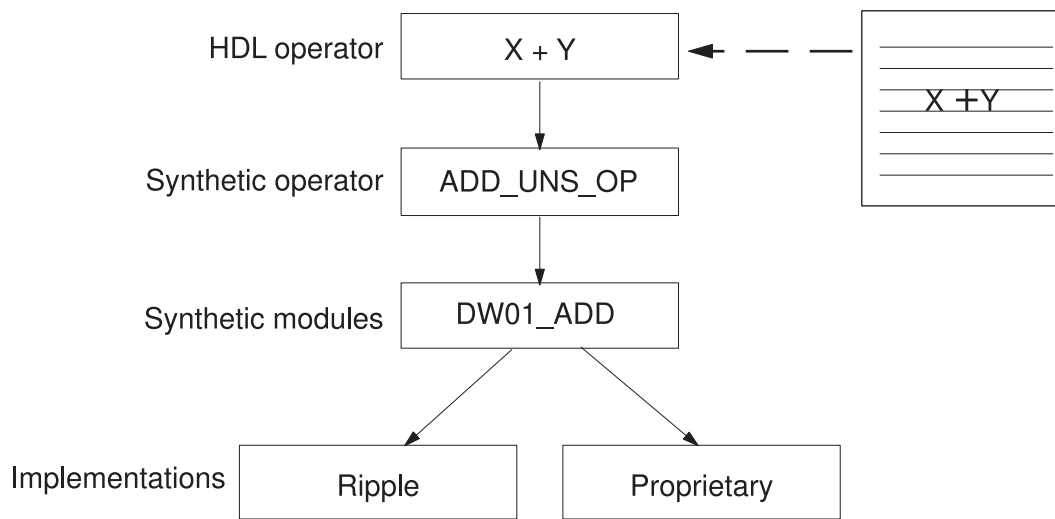 HDL operator
X + Y
X +Y
Synthetic operator
ADD_UNS_OP
Synthetic modules
DW01_ADD
Implementations
Ripple
Proprietary